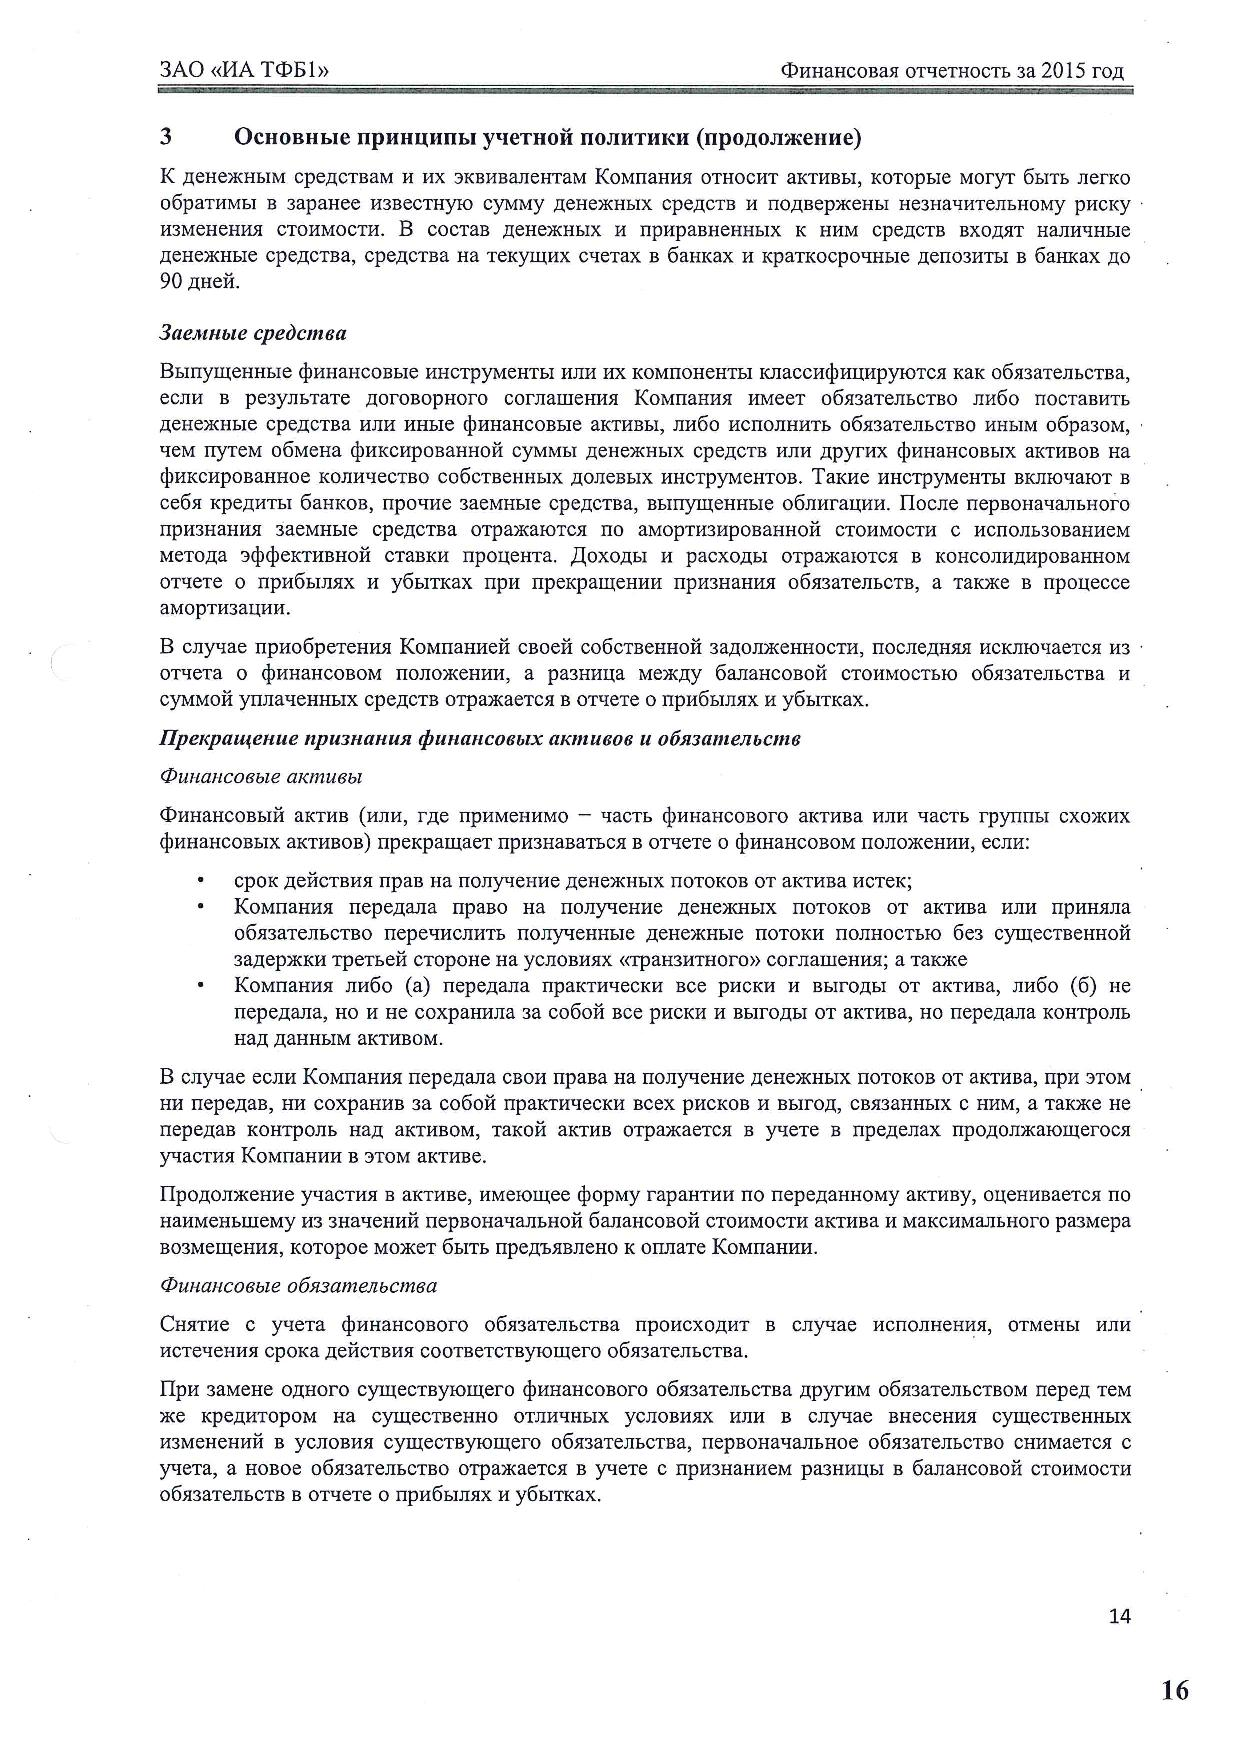 ЗАО «ИА ТФБ1» Финансовая отчетность за 2015 год
3 Основные принципы учетной политики (продолжение)
К денежным средствам и их эквивалентам Компания относит активы, которые могут быть легко
обратимы в заранее известную сумму денежных средств и подвержены незначительному риску
изменения стоимости. В состав денежных и приравненных к ним средств входят наличные
денежные средства, средства на текущих счетах в банках и краткосрочные депозиты в банках до
90 дней.
Заемные средства
Выпущенные финансовые инструменты или их компоненты классифицируются как обязательства,
если в результате договорного соглашения Компания имеет обязательство либо поставить
денежные средства или иные финансовые активы, либо исполнить обязательство иным образом,
чем путем обмена фиксированной суммы денежных средств или других финансовых активов на
фиксированное количество собственных долевых инструментов. Такие инструменты включают в
себя кредиты банков, прочие заемные средства, выпущенные облигации. После первоначального
признания заемные средства отражаются по амортизированной стоимости с использованием
метода эффективной ставки процента. Доходы и расходы отражаются в консолидированном
отчете о прибылях и убытках при прекращении признания обязательств, а также в процессе
амортизации.
В случае приобретения Компанией своей собственной задолженности, последняя исключается из
отчета о финансовом положении, а разница между балансовой стоимостью обязательства и
суммой уплаченных средств отражается в отчете о прибылях и убытках.
Прекращение признания финансовых активов и обязательств
Финансовые активы
Финансовый актив (или, где применимо – часть финансового актива или часть группы схожих
финансовых активов) прекращает признаваться в отчете о финансовом положении, если:
• срок действия прав на получение денежных потоков от актива истек;
• Компания передала право на получение денежных потоков от актива или приняла
обязательство перечислить полученные денежные потоки полностью без существенной
задержки третьей стороне на условиях «транзитного» соглашения; а также
• Компания либо (а) передала практически все риски и выгоды от актива, либо (б) не
передала, но и не сохранила за собой все риски и выгоды от актива, но передала контроль
над данным активом.
В случае если Компания передала свои права на получение денежных потоков от актива, при этом
ни передав, ни сохранив за собой практически всех рисков и выгод, связанных с ним, а также не
передав контроль над активом, такой актив отражается в учете в пределах продолжающегося
участия Компании в этом активе.
Продолжение участия в активе, имеющее форму гарантии по переданному активу, оценивается по
наименьшему из значений первоначальной балансовой стоимости актива и максимального размера
возмещения, которое может быть предъявлено к оплате Компании.
Финансовые обязательства
Снятие с учета финансового обязательства происходит в случае исполнения, отмены или
истечения срока действия соответствующего обязательства.
При замене одного существующего финансового обязательства другим обязательством перед тем
же кредитором на существенно отличных условиях или в случае внесения существенных
изменений в условия существующего обязательства, первоначальное обязательство снимается с
учета, а новое обязательство отражается в учете с признанием разницы в балансовой стоимости
обязательств в отчете о прибылях и убытках.
14
16